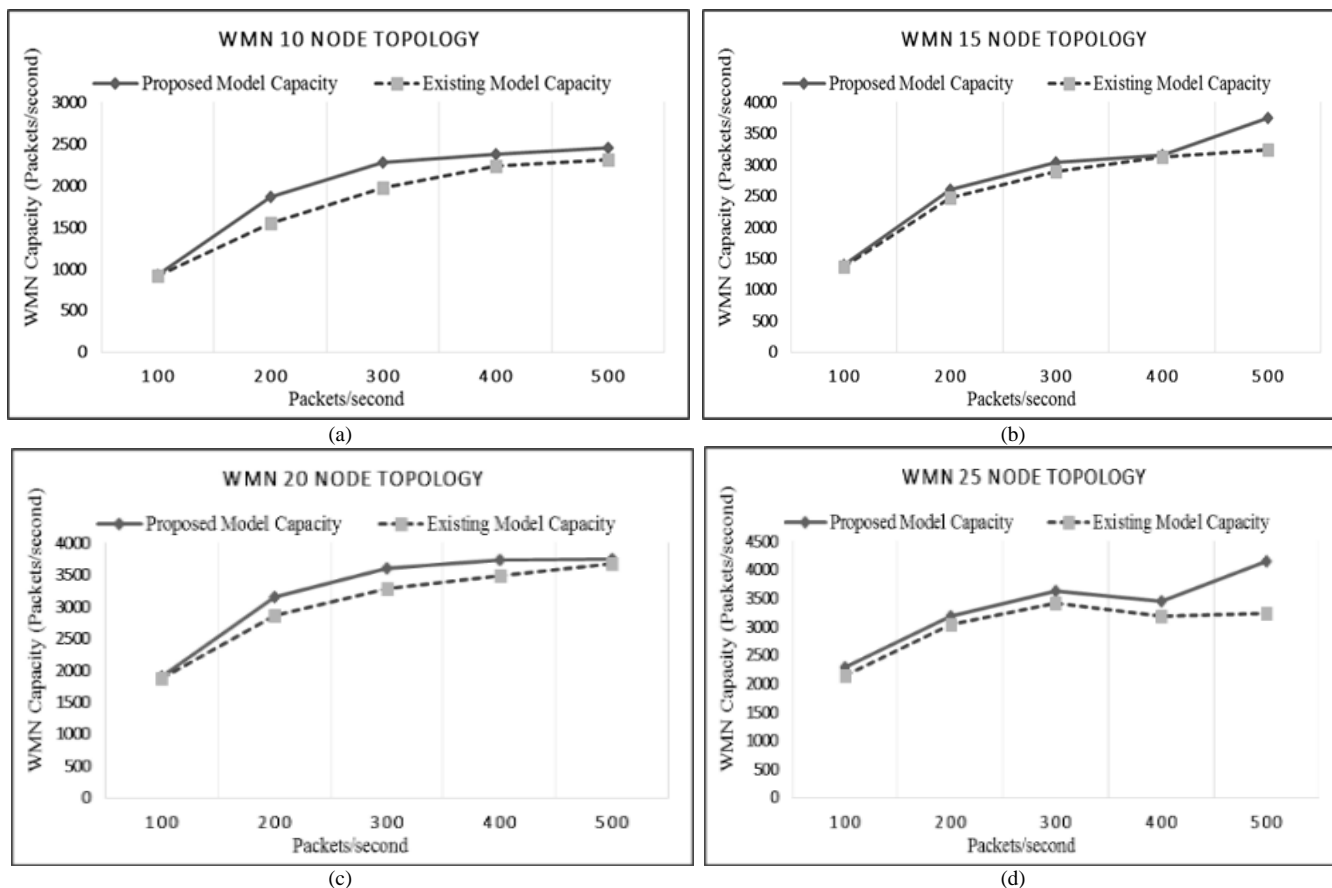 WMN 10 NODE TOPOLOGY
Proposed Model Capacity Existing Model Capacity
WMN Capacity (Packets/second)
3000
2500
2000
1500
1000
500
0
100 200 300 400 500
Packets/second
(a)
WMN 15 NODE TOPOLOGY
Proposed Model Capacity Existing Model Capacity
WMN Capacity (Packets/second)
4000
3500
3000
2500
2000
1500
1000
500
0
100 200 300 400 500
Packets/second
(b)
WMN 20 NODE TOPOLOGY
Proposed Model Capacity Existing Model Capacity
WMN Capacity (Packets/second)
4000
3500
3000
2500
2000
1500
1000
500
0
100 200 300 400 500
Packets/second
(c)
WMN 25 NODE TOPOLOGY
Proposed Model Capacity Existing Model Capacity
WMN Capacity (Packets/second)
4500
4000
3500
3000
2500
2000
1500
1000
500
0
100 200 300 400 500
Packets/second
(d)